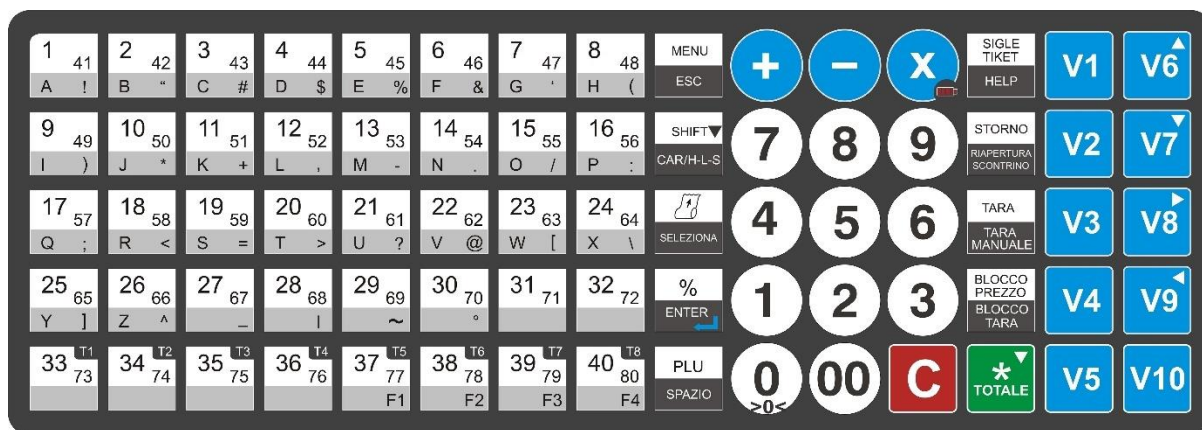 1 41 2 42 3 43 4 44 5 45 6 46 7 47 8 48 MENU + - X SIGLE TIKET V1 V6
A ! B “ C # D $ E % F & G ‘ H ( ESC HELP
9 49 10 50 11 51 12 52 13 53 14 54 15 55 16 56 SHIFT 7 8 9 STORNO V2 V7
I ) J * K + L , M - N . O / P : CAR/H-L-S RIAPERTURA SCONTRINO
17 57 18 58 19 59 20 60 21 61 22 62 23 63 24 64 4 5 6 TARA V3 V8
Q ; R < S = T > U ? V @ W [ X \ SELEZIONA TARA MANUALE
25 65 26 66 27 67 28 68 29 69 30 70 31 71 32 72 % 1 2 3 BLOCCO PREZZO V4 V9
Y ] Z ^ _ | ~ ° ENTER BLOCCO TARA
33 T1 73 34 T2 74 35 T3 75 36 T4 76 37 T5 77 38 T6 78 39 T7 79 40 T8 80 PLU 0 00 C * TOTALE V5 V10
F1 F2 F3 F4 SPAZIO >0<